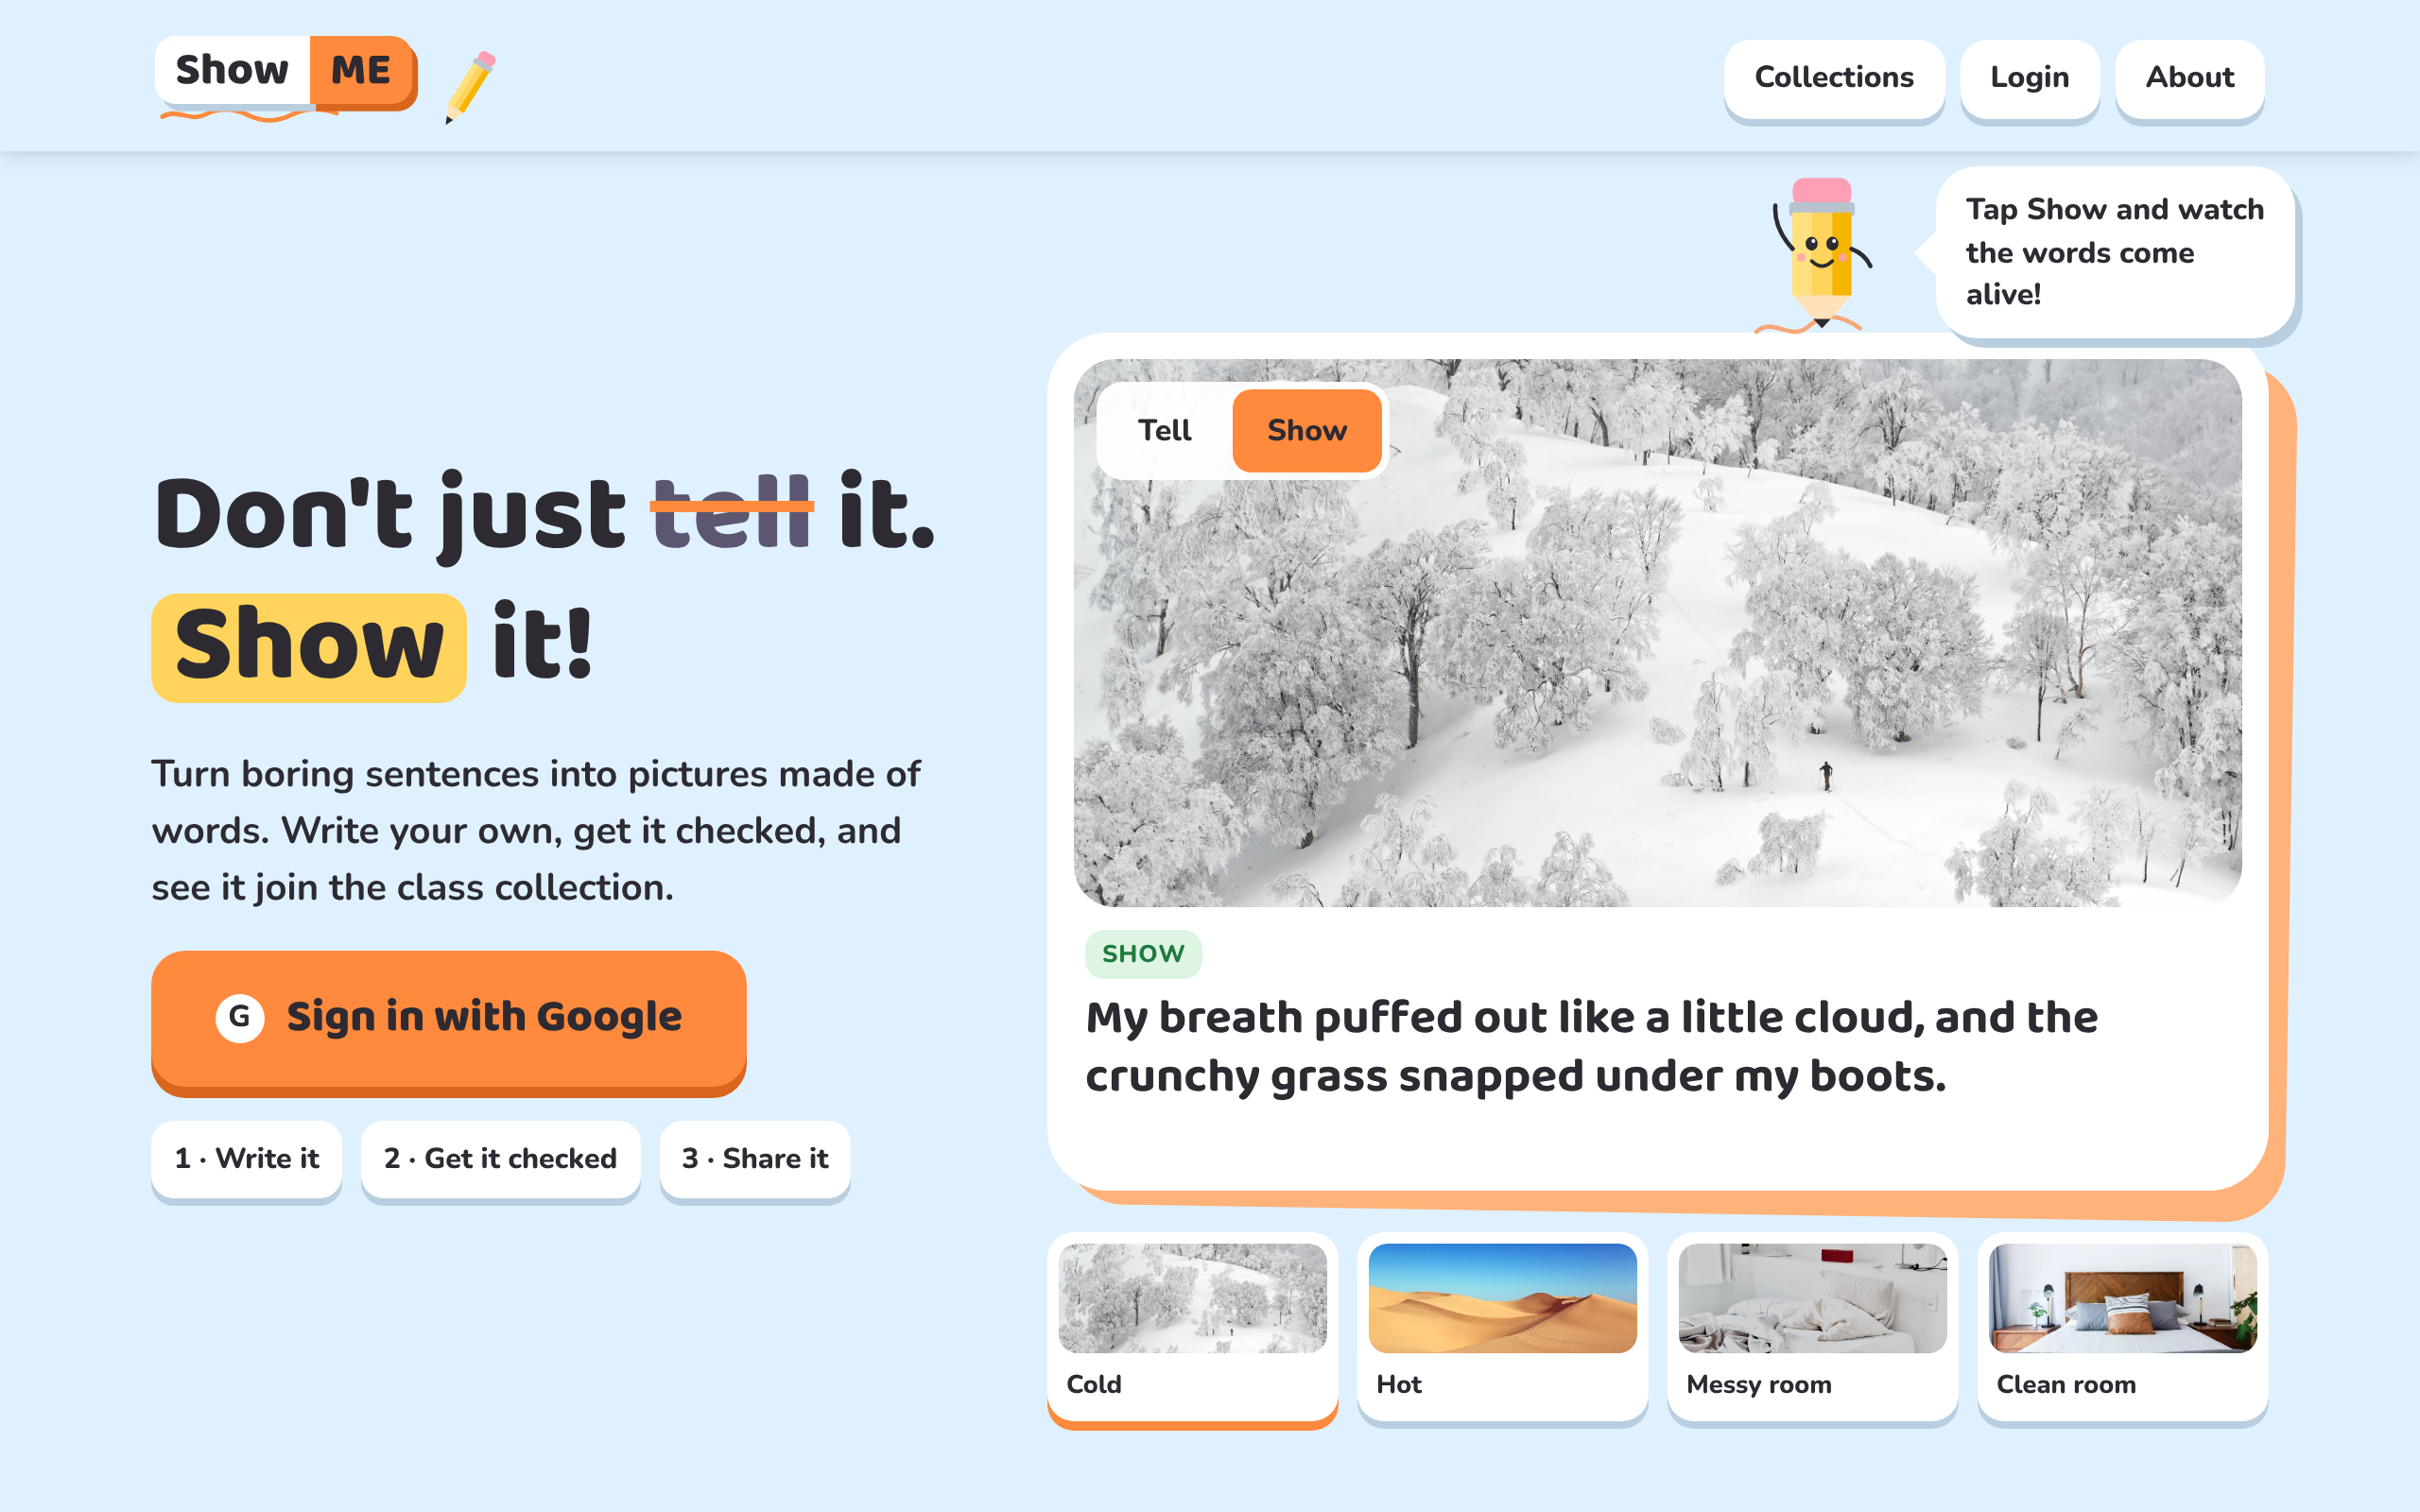 Show ME
Collections
Login
About
Tap Show and watch
the words come
alive!
Don't just tell it.
Show it!
Turn boring sentences into pictures made of
words. Write your own, get it checked, and
see it join the class collection.
G Sign in with Google
1 · Write it
2 · Get it checked
3 · Share it
Tell
Show
SHOW
My breath puffed out like a little cloud, and the
crunchy grass snapped under my boots.
Cold
Hot
Messy room
Clean room